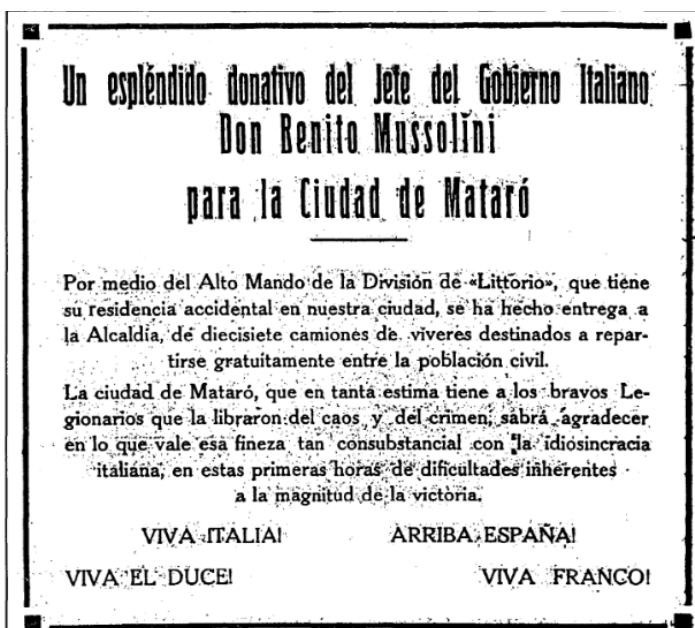 Un espléndido donativo del Jefe del Gobierno Italiano
Don Benito Mussolini
para la Ciudad de Mataró
Por medio del Alto Mando de la División de «Littorio», que tiene
su residencia accidental en nuestra ciudad, se ha hecho entrega a
la Alcaldía, de diecisiete camiones de viveres destinados a repar-
tirse gratuitamente entre la población civil.
La ciudad de Mataró, que en tanta estima tiene a los bravos Le-
gionarios que la libraron del caos y del crimen, sabrá agradecer
en lo que vale esa fineza tan consubstancial con la idiosincracia
italiana, en estas primeras horas de dificultades inherentes
a la magnitud de la victoria.
VIVA ITALIA! ARRIBA ESPAÑA!
VIVA EL DUCE! VIVA FRANCO!